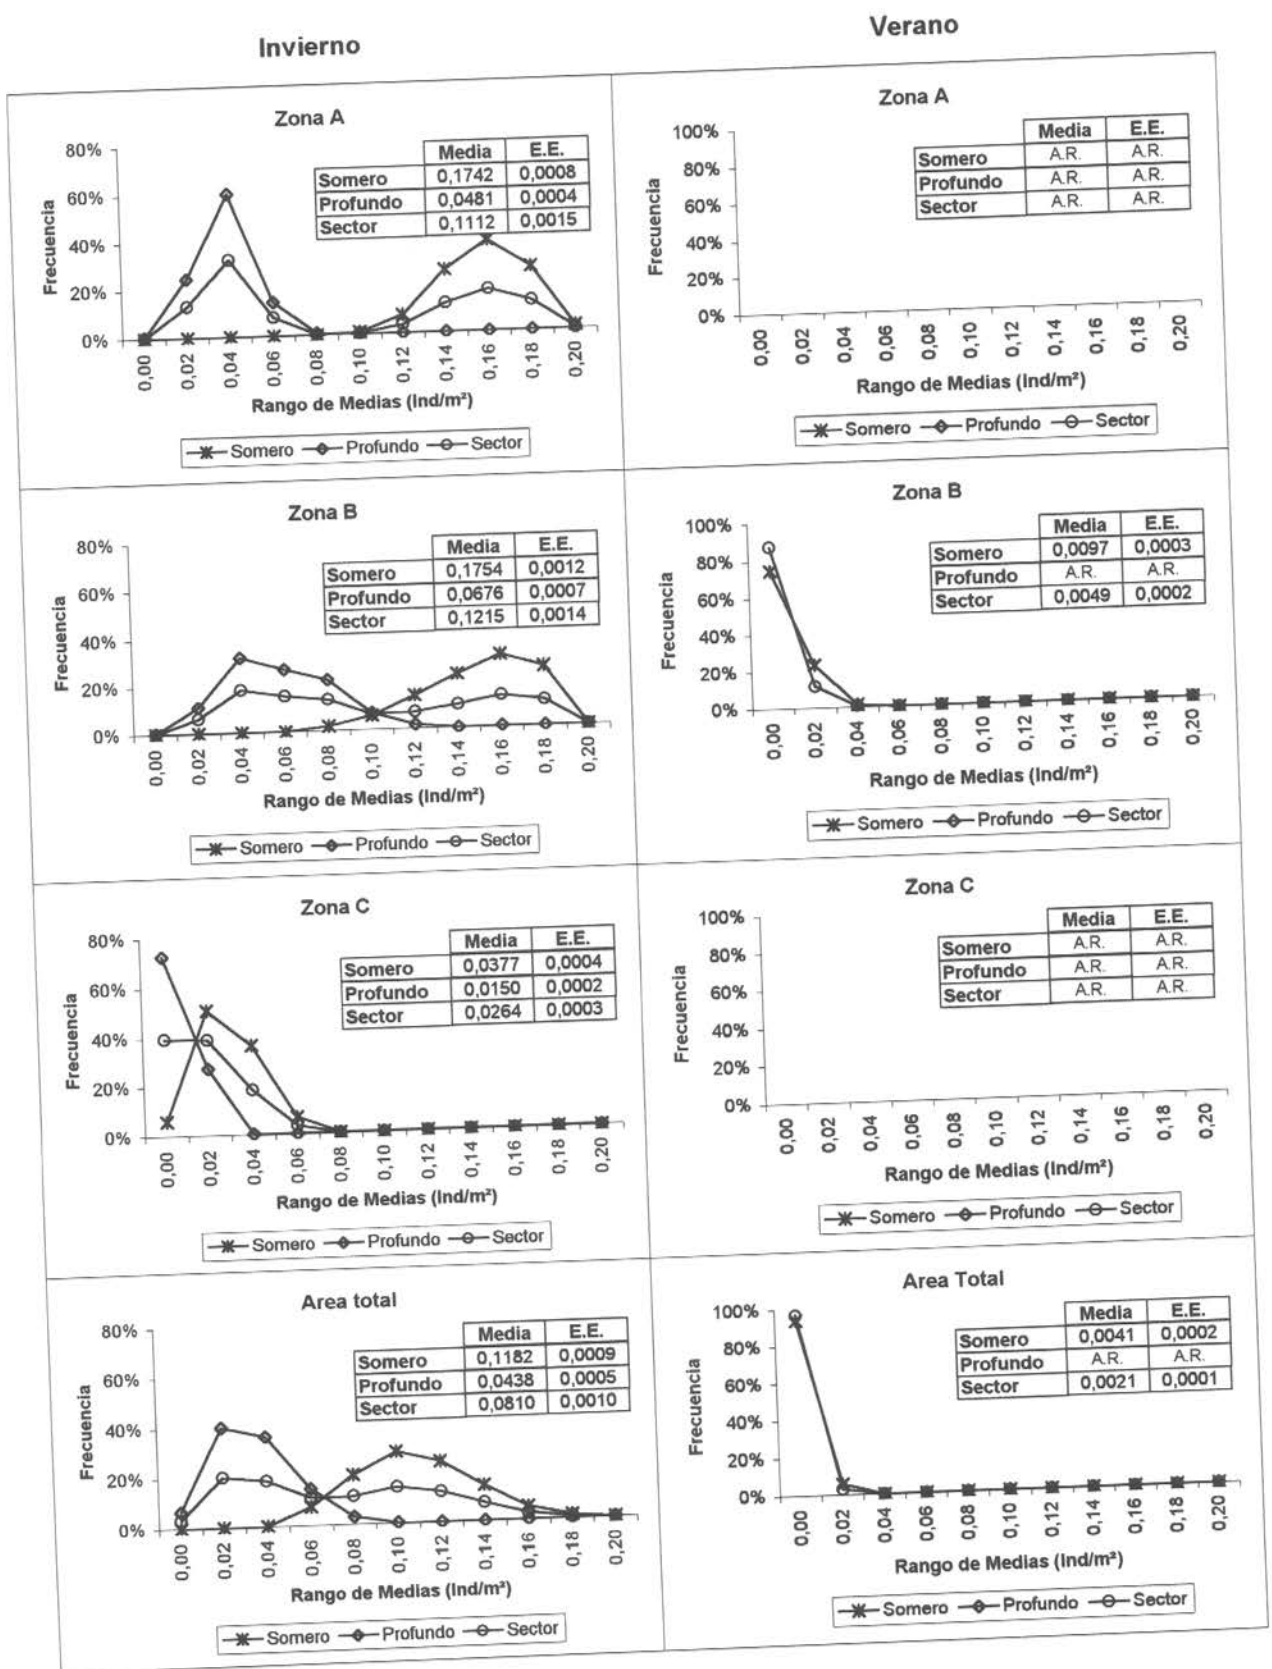 Invierno
Verano
Zona A
Media E.E.
Somero 0,1742 0,0008
Profundo 0,0481 0,0004
Sector 0,1112 0,0015
80%
60%
40%
20%
0%
Frecuencia
0,00 0,02 0,04 0,06 0,08 0,10 0,12 0,14 0,16 0,18 0,20
Rango de Medias (Ind/m²)
Somero Profundo Sector
Zona A
Media E.E.
Somero A.R. A.R.
Profundo A.R. A.R.
Sector A.R. A.R.
100%
80%
60%
40%
20%
0%
Frecuencia
0,00 0,02 0,04 0,06 0,08 0,10 0,12 0,14 0,16 0,18 0,20
Rango de Medias (Ind/m²)
Somero Profundo Sector
Zona B
Media E.E.
Somero 0,1754 0,0012
Profundo 0,0676 0,0007
Sector 0,1215 0,0014
80%
60%
40%
20%
0%
Frecuencia
0,00 0,02 0,04 0,06 0,08 0,10 0,12 0,14 0,16 0,18 0,20
Rango de Medias (Ind/m²)
Somero Profundo Sector
Zona B
Media E.E.
Somero 0,0097 0,0003
Profundo A.R. A.R.
Sector 0,0049 0,0002
100%
80%
60%
40%
20%
0%
Frecuencia
0,00 0,02 0,04 0,06 0,08 0,10 0,12 0,14 0,16 0,18 0,20
Rango de Medias (Ind/m²)
Somero Profundo Sector
Zona C
Media E.E.
Somero 0,0377 0,0004
Profundo 0,0150 0,0002
Sector 0,0264 0,0003
80%
60%
40%
20%
0%
Frecuencia
0,00 0,02 0,04 0,06 0,08 0,10 0,12 0,14 0,16 0,18 0,20
Rango de Medias (Ind/m²)
Somero Profundo Sector
Zona C
Media E.E.
Somero A.R. A.R.
Profundo A.R. A.R.
Sector A.R. A.R.
100%
80%
60%
40%
20%
0%
Frecuencia
0,00 0,02 0,04 0,06 0,08 0,10 0,12 0,14 0,16 0,18 0,20
Rango de Medias (Ind/m²)
Somero Profundo Sector
Area total
Media E.E.
Somero 0,1182 0,0009
Profundo 0,0438 0,0005
Sector 0,0810 0,0010
80%
60%
40%
20%
0%
Frecuencia
0,00 0,02 0,04 0,06 0,08 0,10 0,12 0,14 0,16 0,18 0,20
Rango de Medias (Ind/m²)
Somero Profundo Sector
Area Total
Media E.E.
Somero 0,0041 0,0002
Profundo A.R. A.R.
Sector 0,0021 0,0001
100%
80%
60%
40%
20%
0%
Frecuencia
0,00 0,02 0,04 0,06 0,08 0,10 0,12 0,14 0,16 0,18 0,20
Rango de Medias (Ind/m²)
Somero Profundo Sector